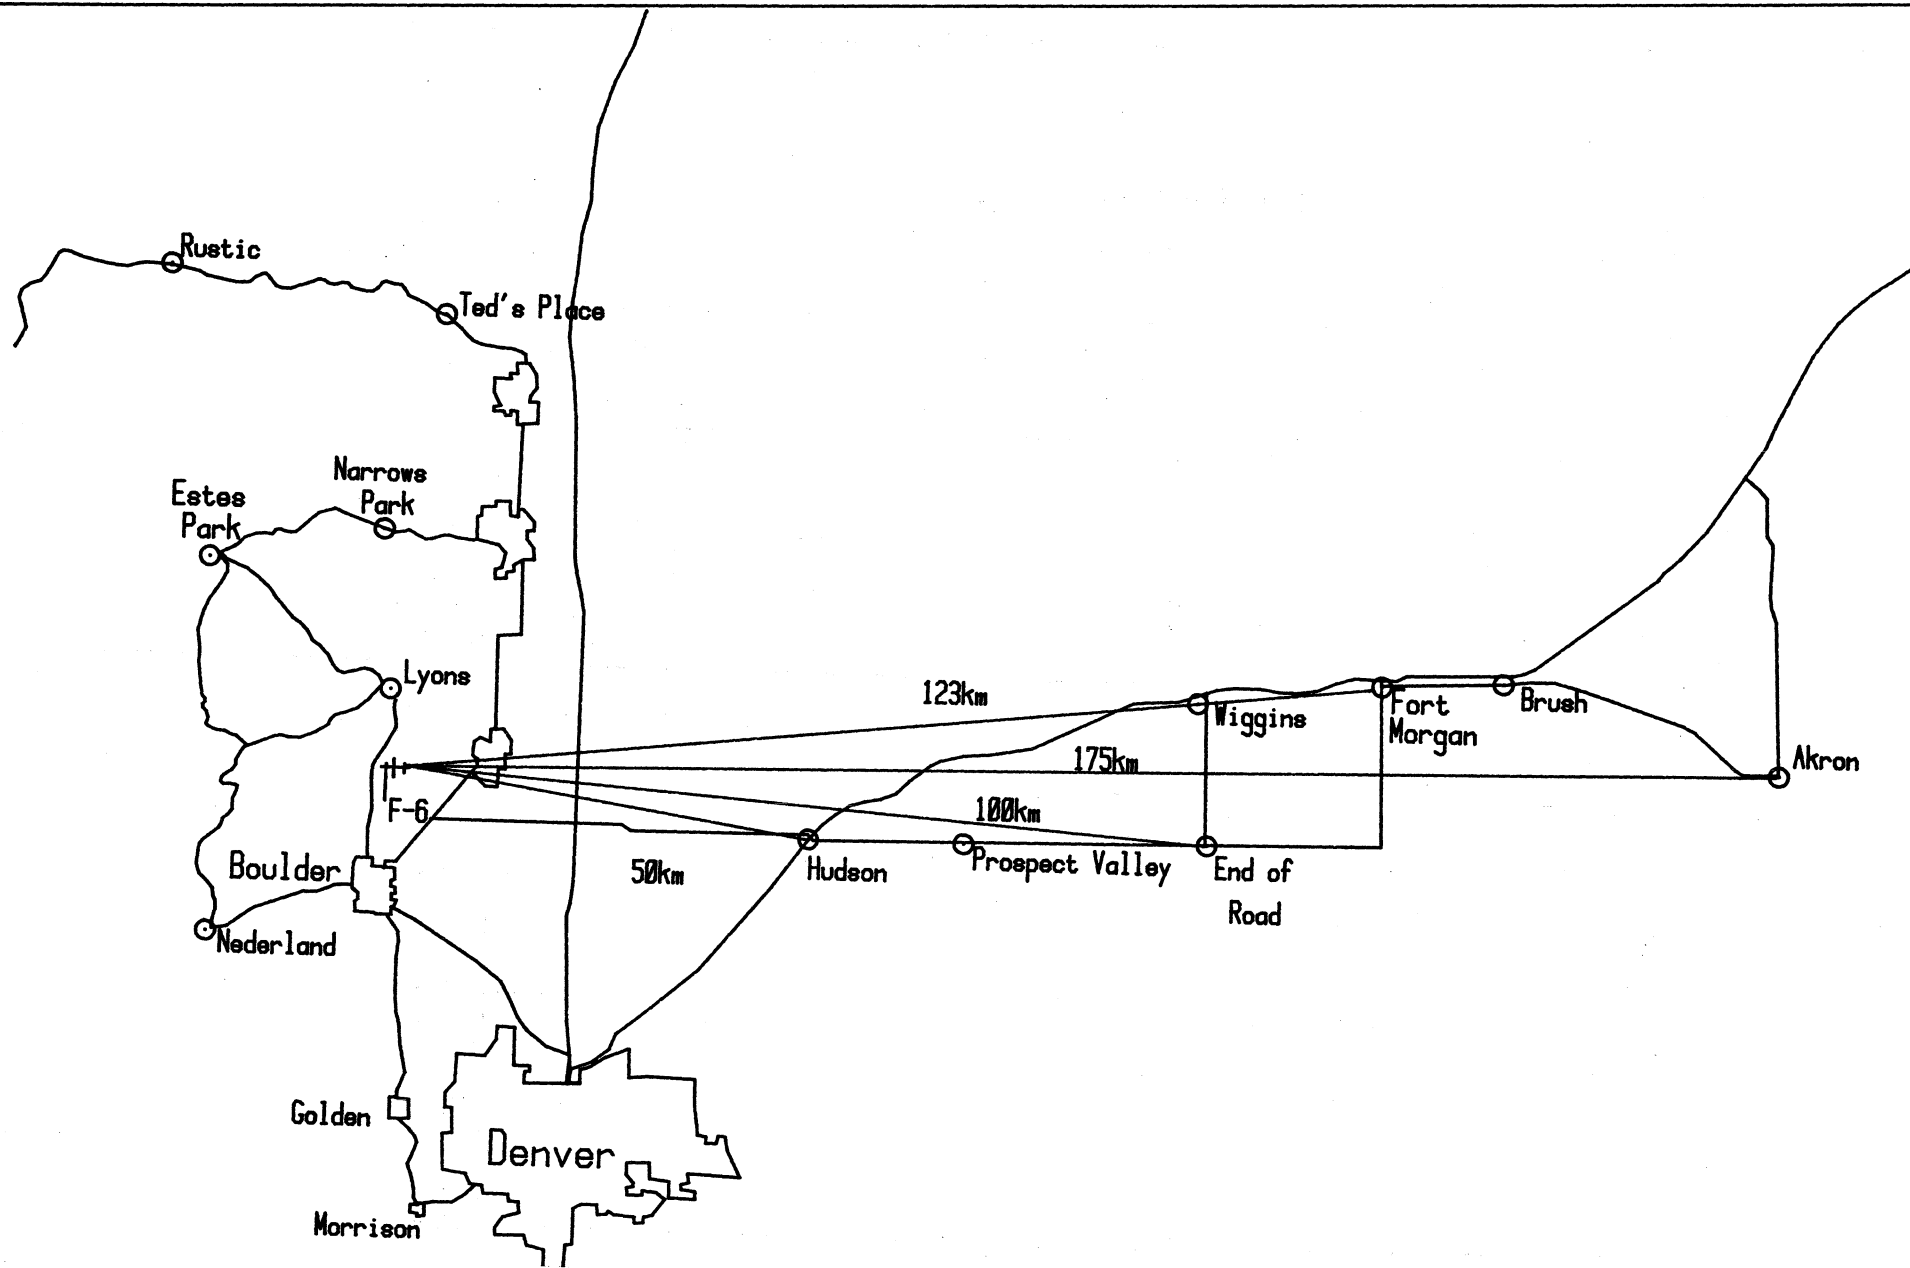 Rustic
Ted's Place
Narrows
Park
Estes
Park
Lyons
123km
Wiggins
Fort
Morgan
Brush
175km
Akron
F-6
100km
Boulder
50km
Hudson
Prospect Valley
End of
Road
Nederland
Golden
Denver
Morrison